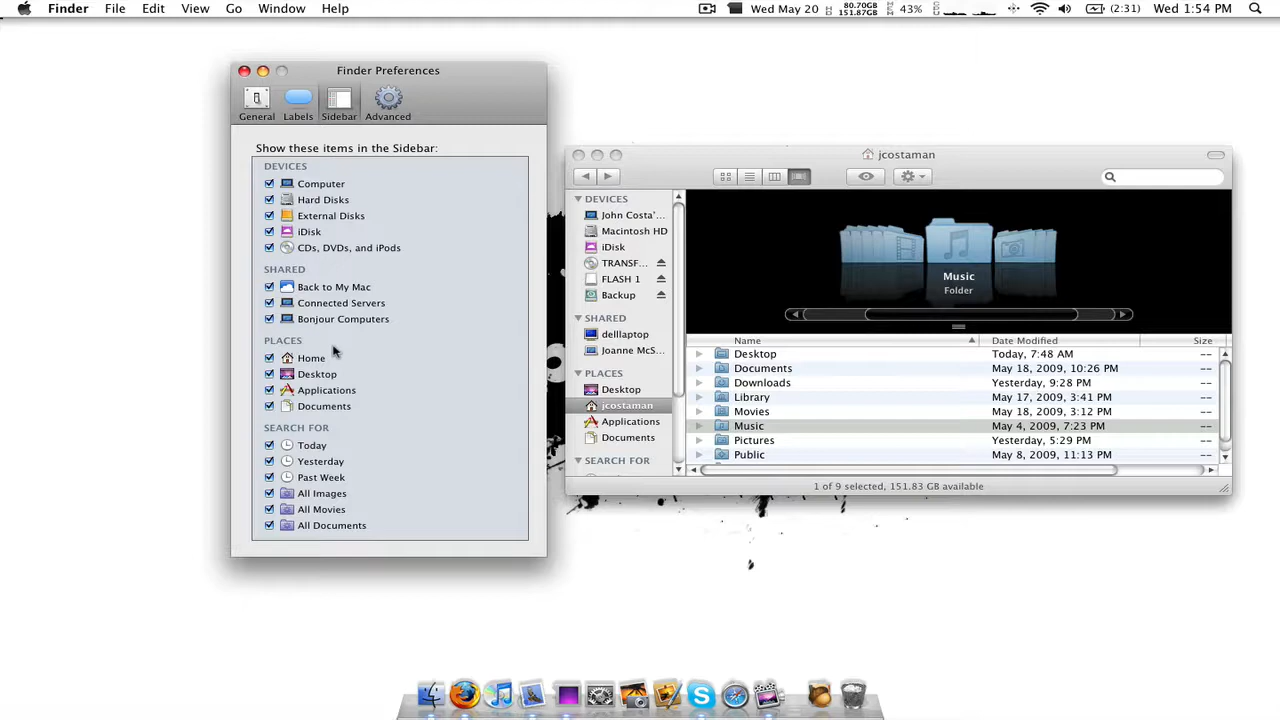 Finder File Edit View Go Window Help
Wed May 20 80.70GB 151.87GB 43% (2:31) Wed 1:54 PM
Finder Preferences
General Labels Sidebar Advanced
Show these items in the Sidebar:
DEVICES
Computer
Hard Disks
External Disks
iDisk
CDs, DVDs, and iPods
SHARED
Back to My Mac
Connected Servers
Bonjour Computers
PLACES
Home
Desktop
Applications
Documents
SEARCH FOR
Today
Yesterday
Past Week
All Images
All Movies
All Documents
jcostaman
DEVICES
John Costa'...
Macintosh HD
iDisk
TRANSF...
FLASH 1
Backup
SHARED
delllaptop
Joanne McS...
PLACES
Desktop
jcostaman
Applications
Documents
SEARCH FOR
Music
Folder
Name Date Modified Size
Desktop Today, 7:48 AM --
Documents May 18, 2009, 10:26 PM --
Downloads Yesterday, 9:28 PM --
Library May 17, 2009, 3:41 PM --
Movies May 18, 2009, 3:12 PM --
Music May 4, 2009, 7:23 PM --
Pictures Yesterday, 5:29 PM --
Public May 8, 2009, 11:13 PM --
1 of 9 selected, 151.83 GB available